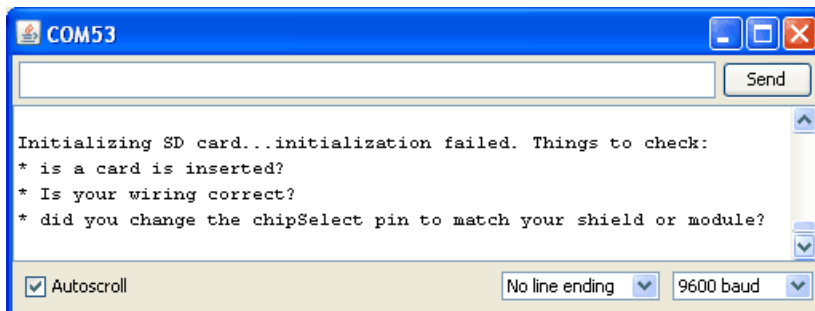 COM53
Send
Initializing SD card...initialization failed. Things to check:
* is a card is inserted?
* Is your wiring correct?
* did you change the chipSelect pin to match your shield or module?
Autoscroll
No line ending
9600 baud